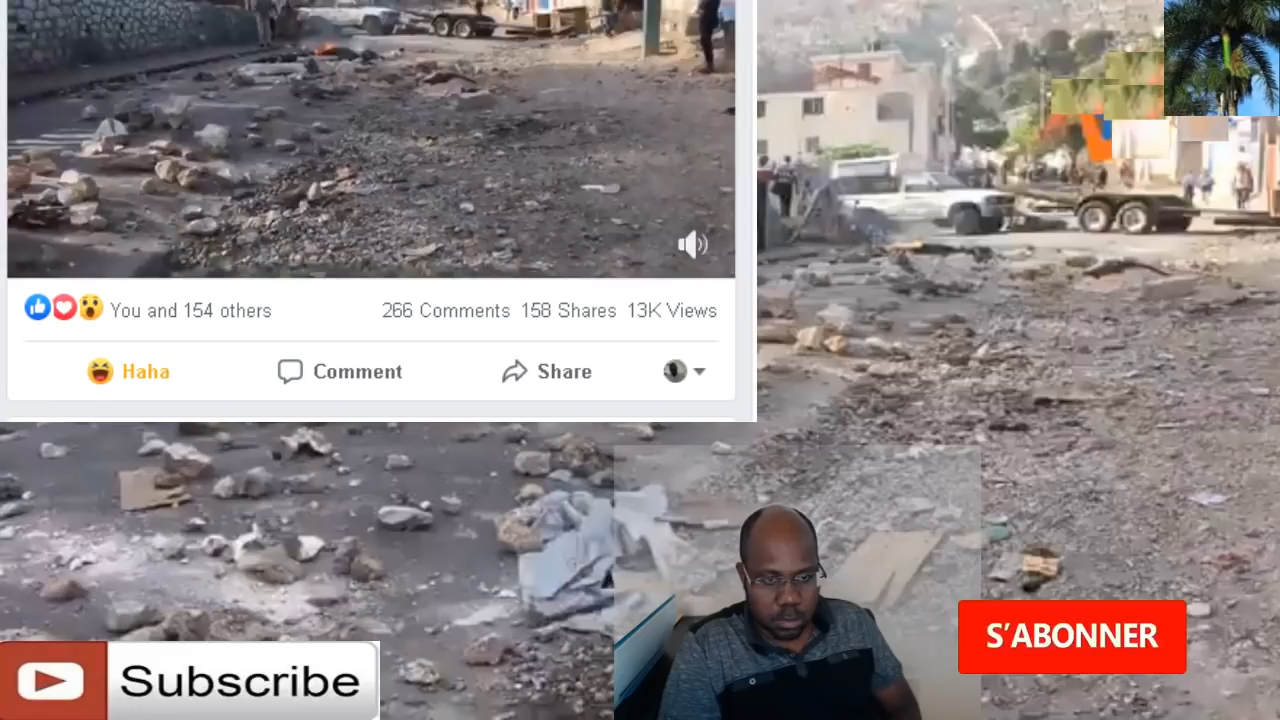 You and 154 others 266 Comments 158 Shares 13K Views
Haha Comment Share
S'ABONNER
Subscribe